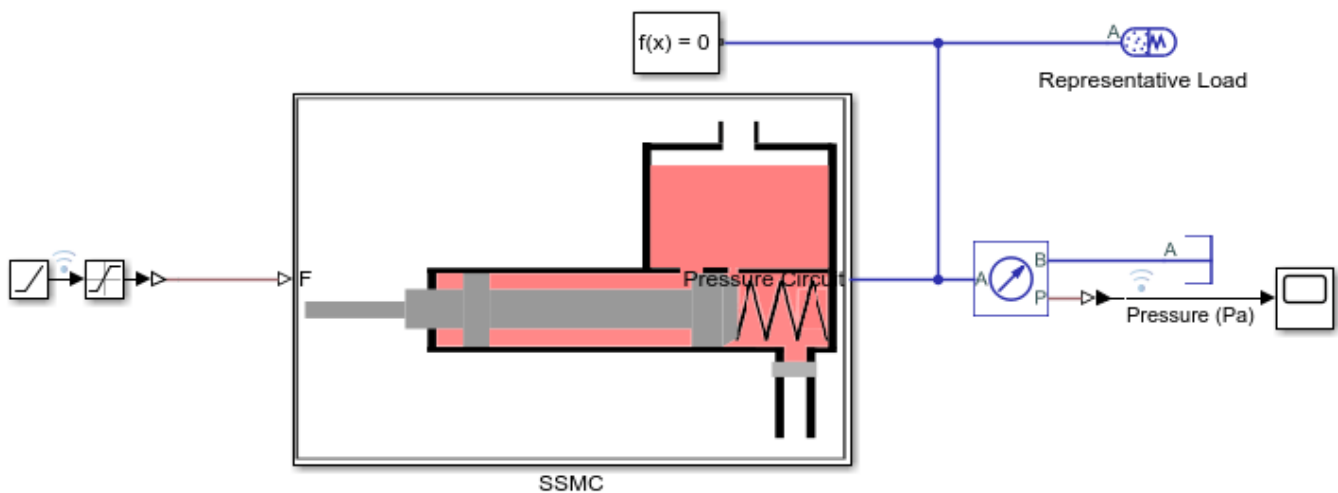 f(x) = 0
A
Representative Load
F
Pressure Circuit
A
B
A
P
Pressure (Pa)
SSMC